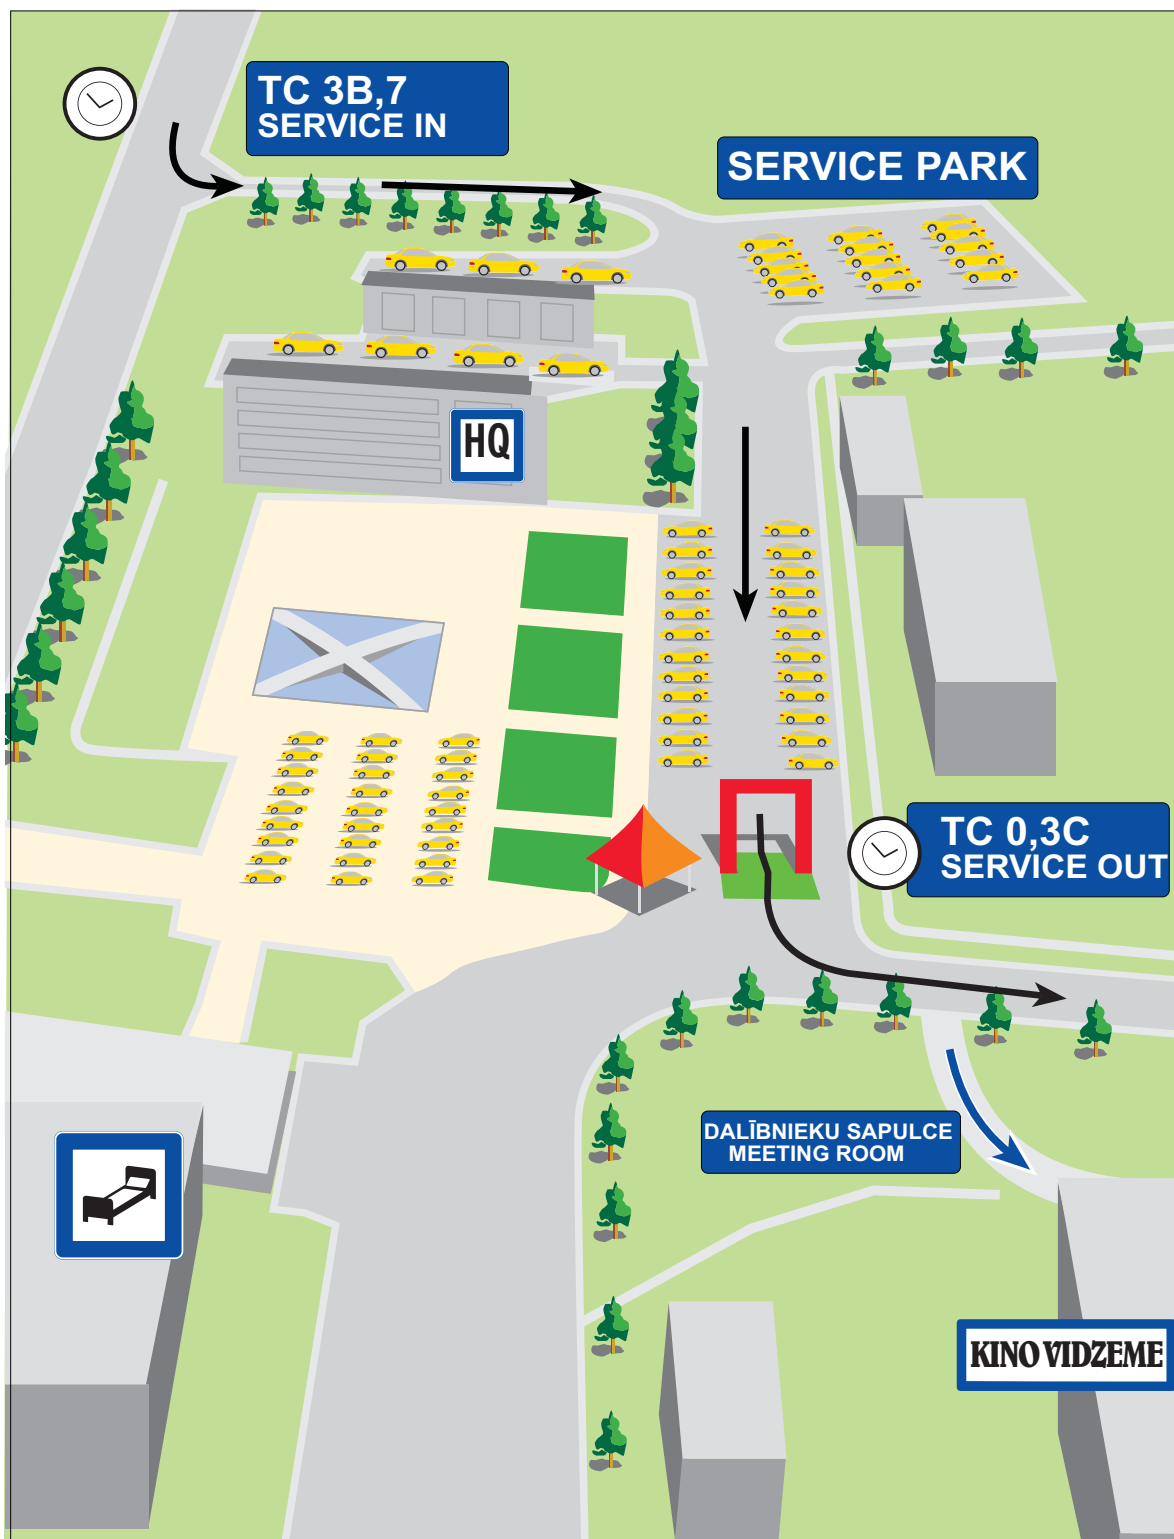 TC 3B,7
SERVICE IN
SERVICE PARK
HQ
TC 0,3C
SERVICE OUT
DALĪBNIEKU SAPULCE
MEETING ROOM
KINO VIDZEME